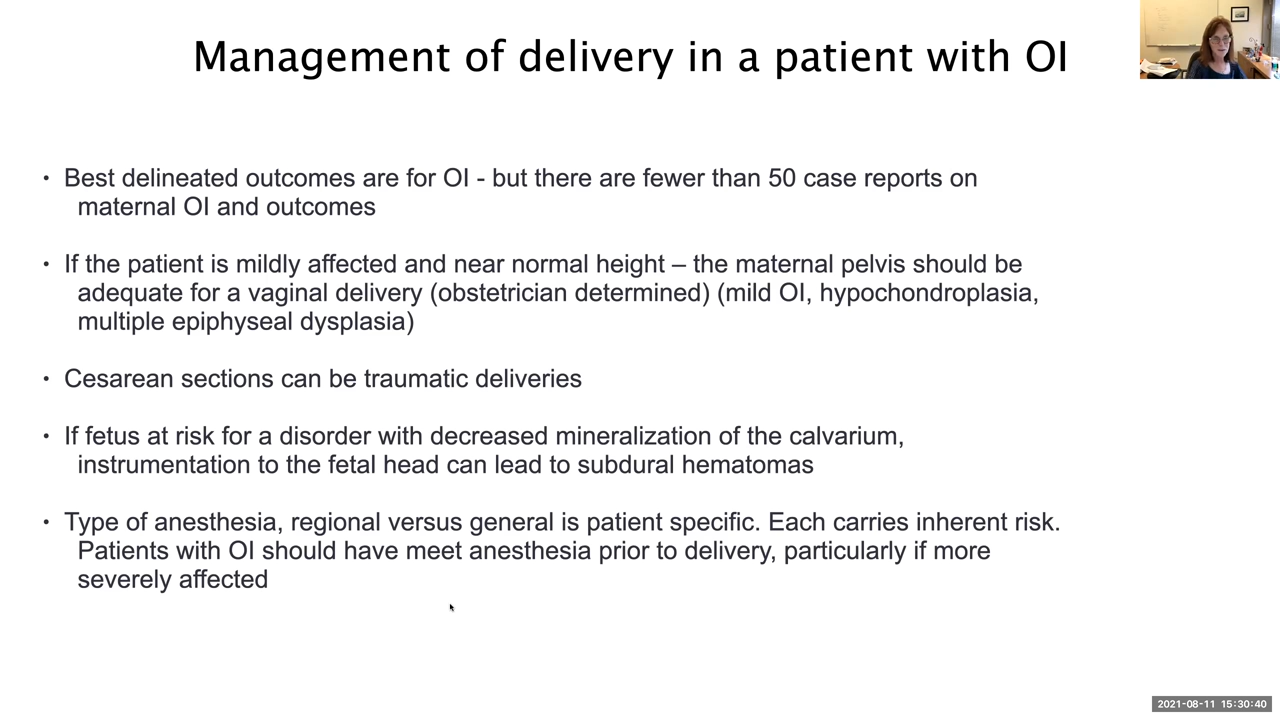 Management of delivery in a patient with OI
• Best delineated outcomes are for OI - but there are fewer than 50 case reports on
maternal OI and outcomes
• If the patient is mildly affected and near normal height – the maternal pelvis should be
adequate for a vaginal delivery (obstetrician determined) (mild OI, hypochondroplasia,
multiple epiphyseal dysplasia)
• Cesarean sections can be traumatic deliveries
• If fetus at risk for a disorder with decreased mineralization of the calvarium,
instrumentation to the fetal head can lead to subdural hematomas
• Type of anesthesia, regional versus general is patient specific. Each carries inherent risk.
Patients with OI should have meet anesthesia prior to delivery, particularly if more
severely affected
2021-08-11 15:30:40